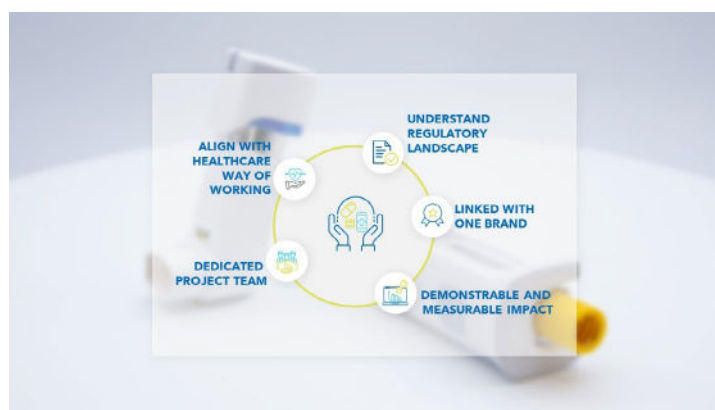 UNDERSTAND
REGULATORY
LANDSCAPE
LINKED WITH
ONE BRAND
DEMONSTRABLE AND
MEASURABLE IMPACT
DEDICATED
PROJECT TEAM
ALIGN WITH
HEALTHCARE
WAY OF
WORKING